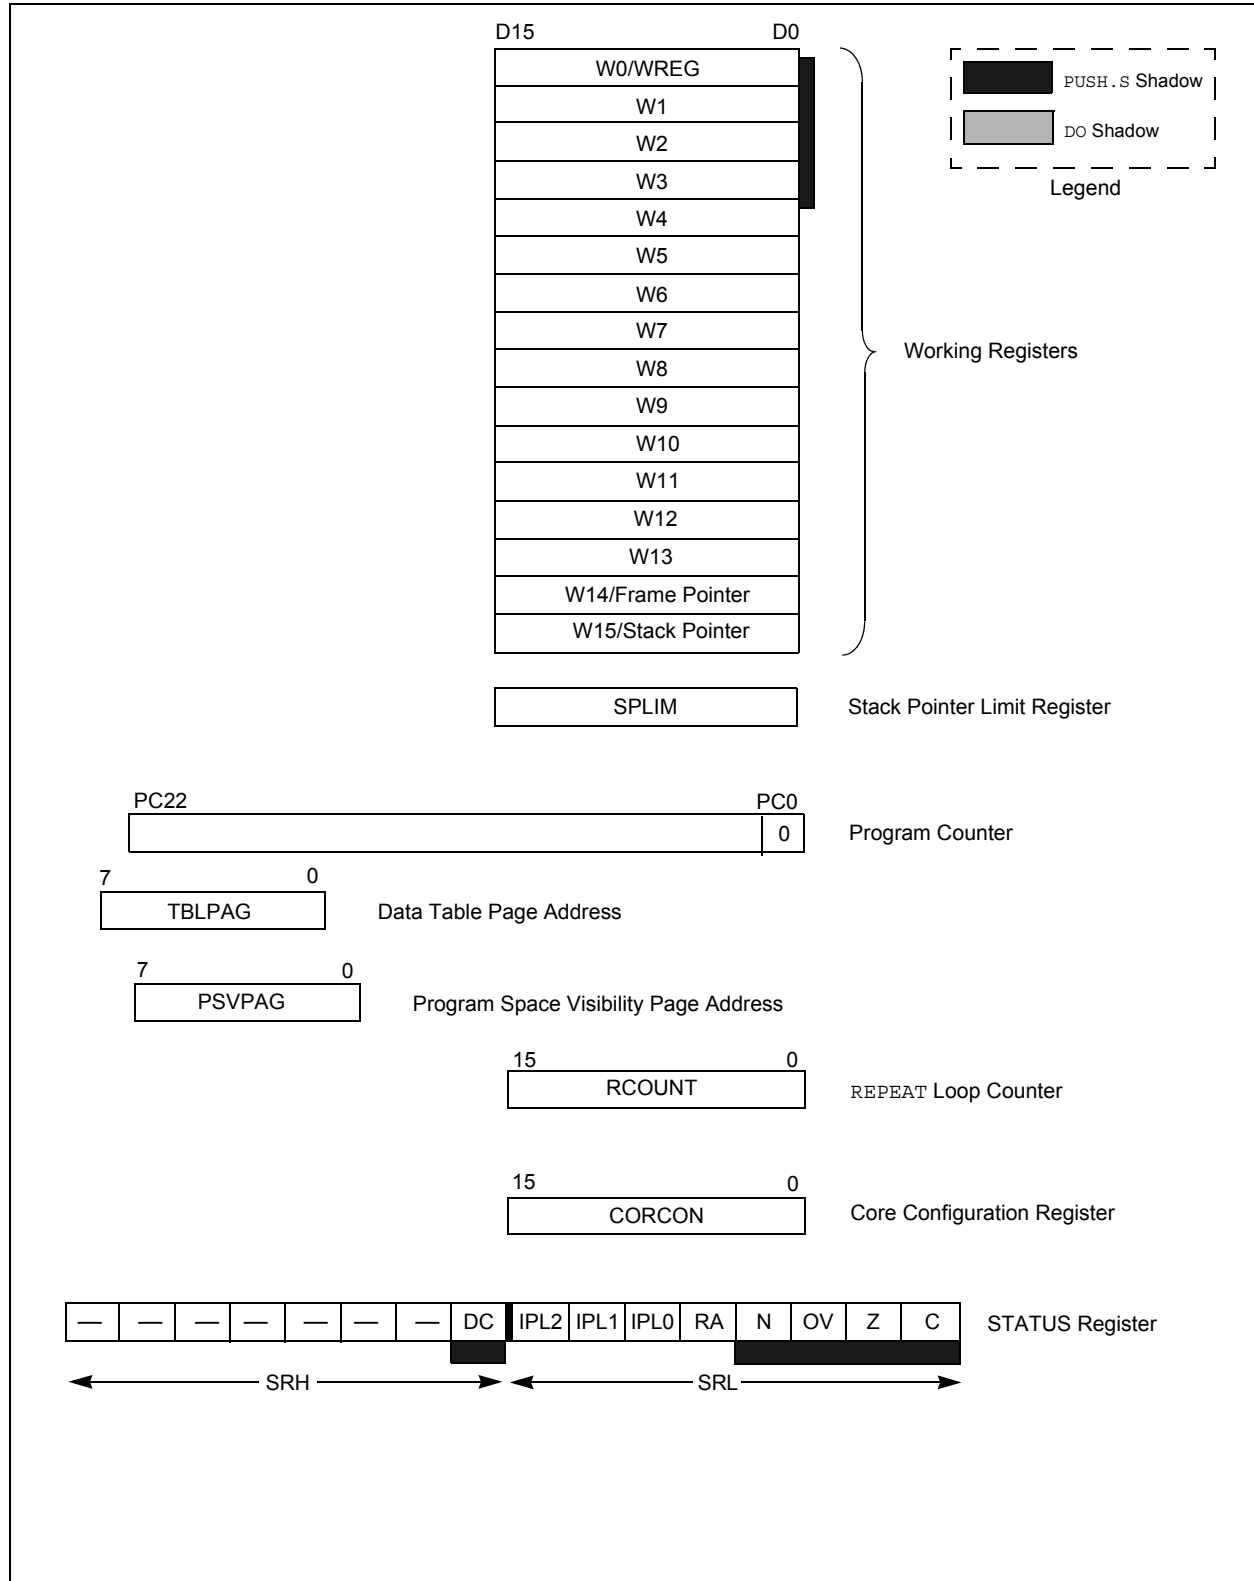 D15 D0
W0/WREG
W1
W2
W3
W4
W5
W6
W7
W8
W9
W10
W11
W12
W13
W14/Frame Pointer
W15/Stack Pointer
PUSH.S Shadow
DO Shadow
Legend
Working Registers
SPLIM Stack Pointer Limit Register
PC22 PC0
0 Program Counter
7 0
TBLPAG Data Table Page Address
7 0
PSVPAG Program Space Visibility Page Address
15 0
RCOUNT REPEAT Loop Counter
15 0
CORCON Core Configuration Register
— — — — — — — DC IPL2 IPL1 IPL0 RA N OV Z C STATUS Register
SRH SRL